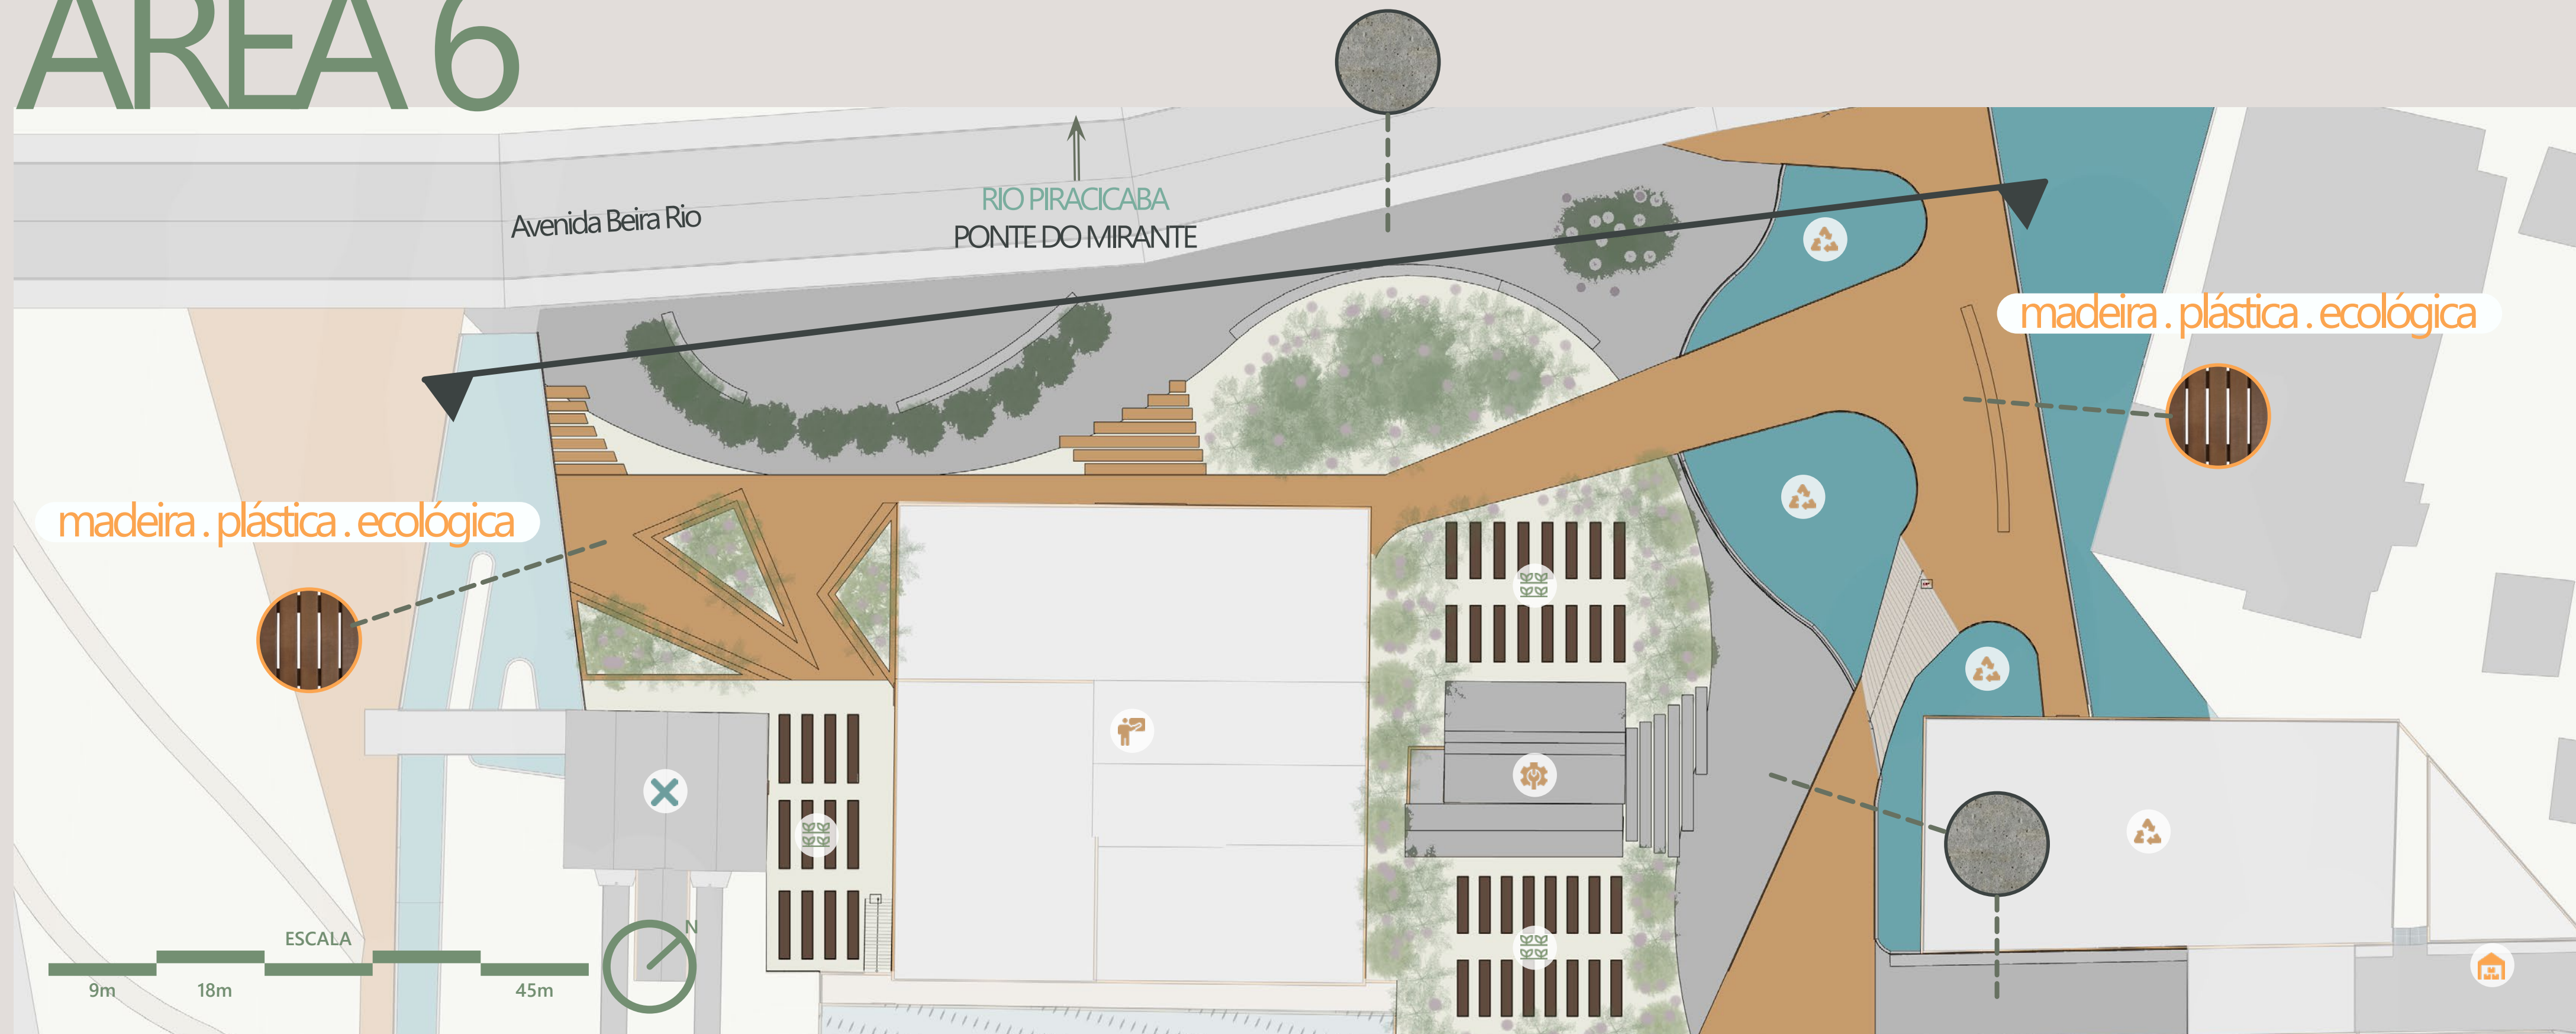 ÁREA 6
RIO PIRACICABA
PONTE DO MIRANTE
Avenida Beira Rio
madeira . plástica . ecológica
madeira . plástica . ecológica
N
ESCALA
9m 18m 45m